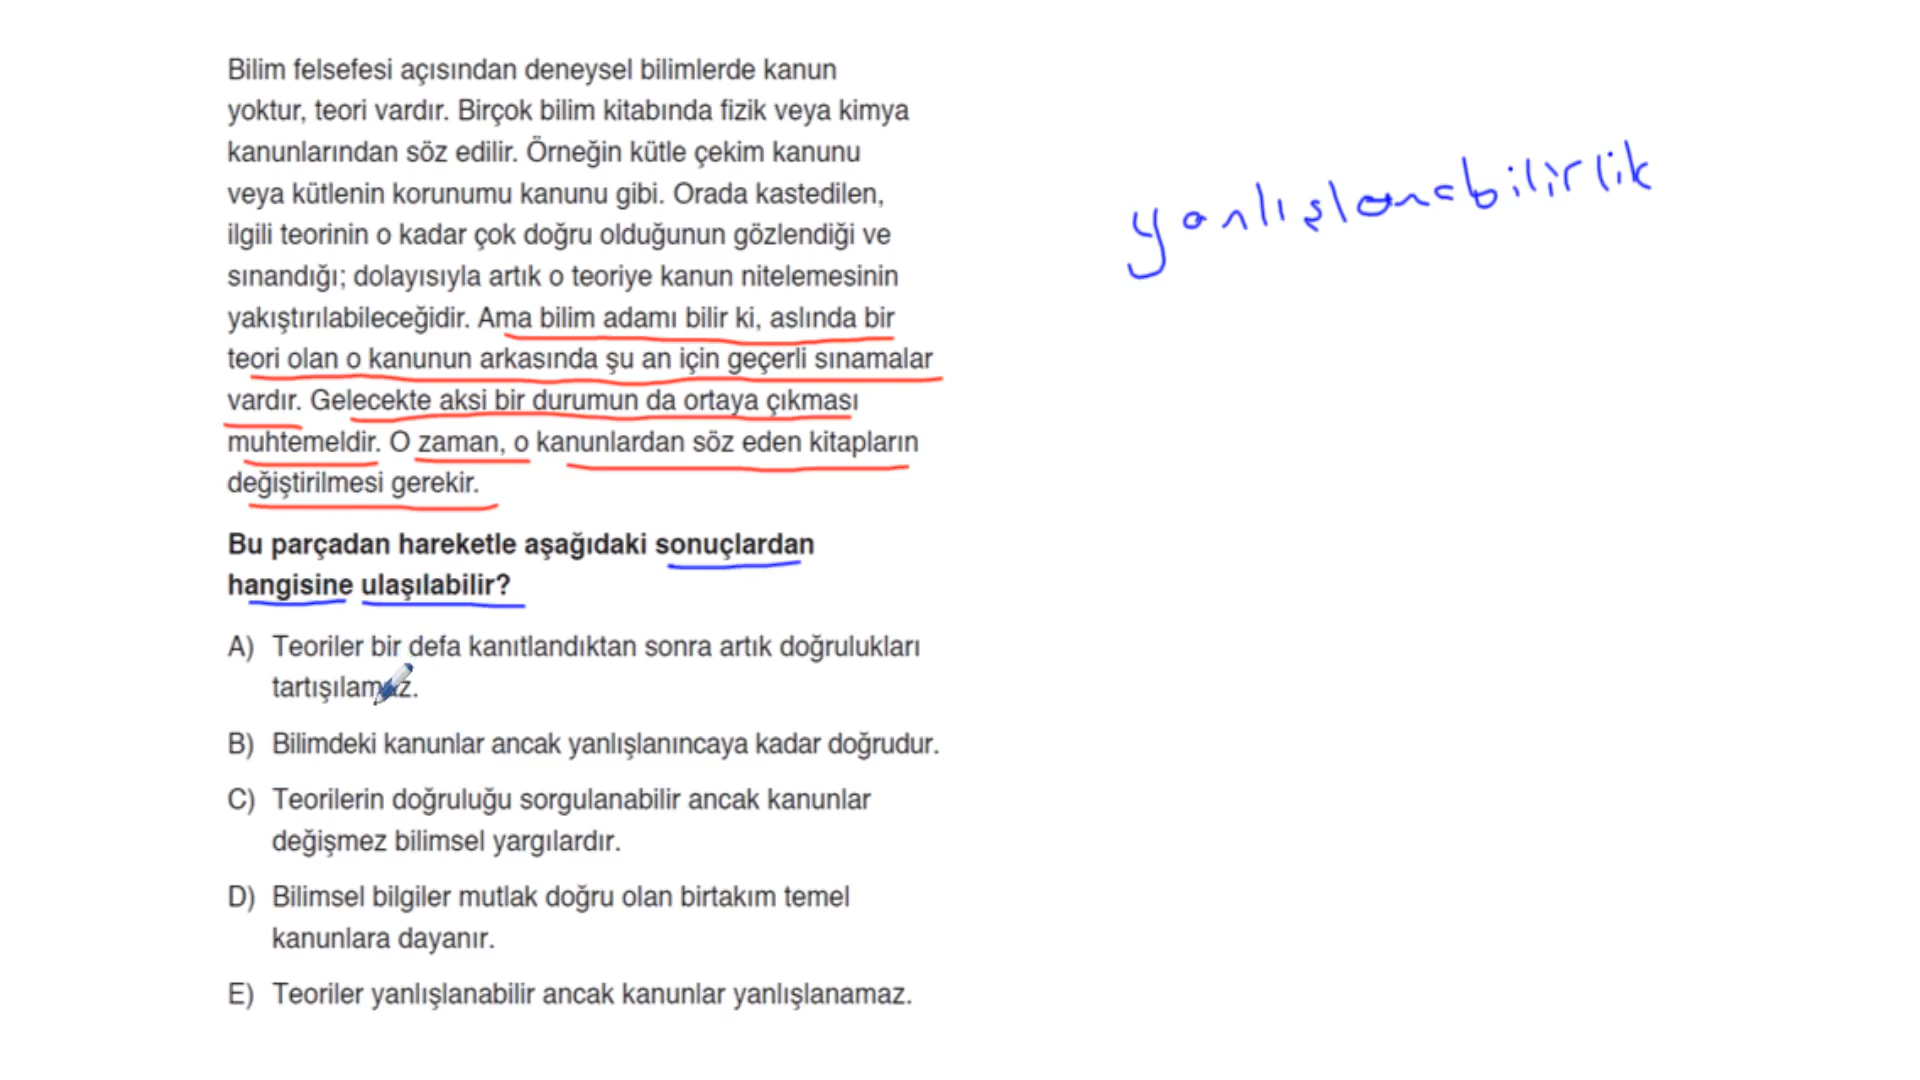 Bilim felsefesi açısından deneysel bilimlerde kanun
yoktur, teori vardır. Birçok bilim kitabında fizik veya kimya
kanunlarından söz edilir. Örneğin kütle çekim kanunu
veya kütlenin korunumu kanunu gibi. Orada kastedilen,
ilgili teorinin o kadar çok doğru olduğunun gözlendiği ve
sınandığı; dolayısıyla artık o teoriye kanun nitelemesinin
yakıştırılabileceğidir. Ama bilim adamı bilir ki, aslında bir
teori olan o kanunun arkasında şu an için geçerli sınamalar
vardır. Gelecekte aksi bir durumun da ortaya çıkması
muhtemeldir. O zaman, o kanunlardan söz eden kitapların
değiştirilmesi gerekir.
Bu parçadan hareketle aşağıdaki sonuçlardan
hangisine ulaşılabilir?
A) Teoriler bir defa kanıtlandıktan sonra artık doğrulukları
tartışılamaz.
B) Bilimdeki kanunlar ancak yanlışlanıncaya kadar doğrudur.
C) Teorilerin doğruluğu sorgulanabilir ancak kanunlar
değişmez bilimsel yargılardır.
D) Bilimsel bilgiler mutlak doğru olan birtakım temel
kanunlara dayanır.
E) Teoriler yanlışlanabilir ancak kanunlar yanlışlanamaz.
yanlışlanabilirlik